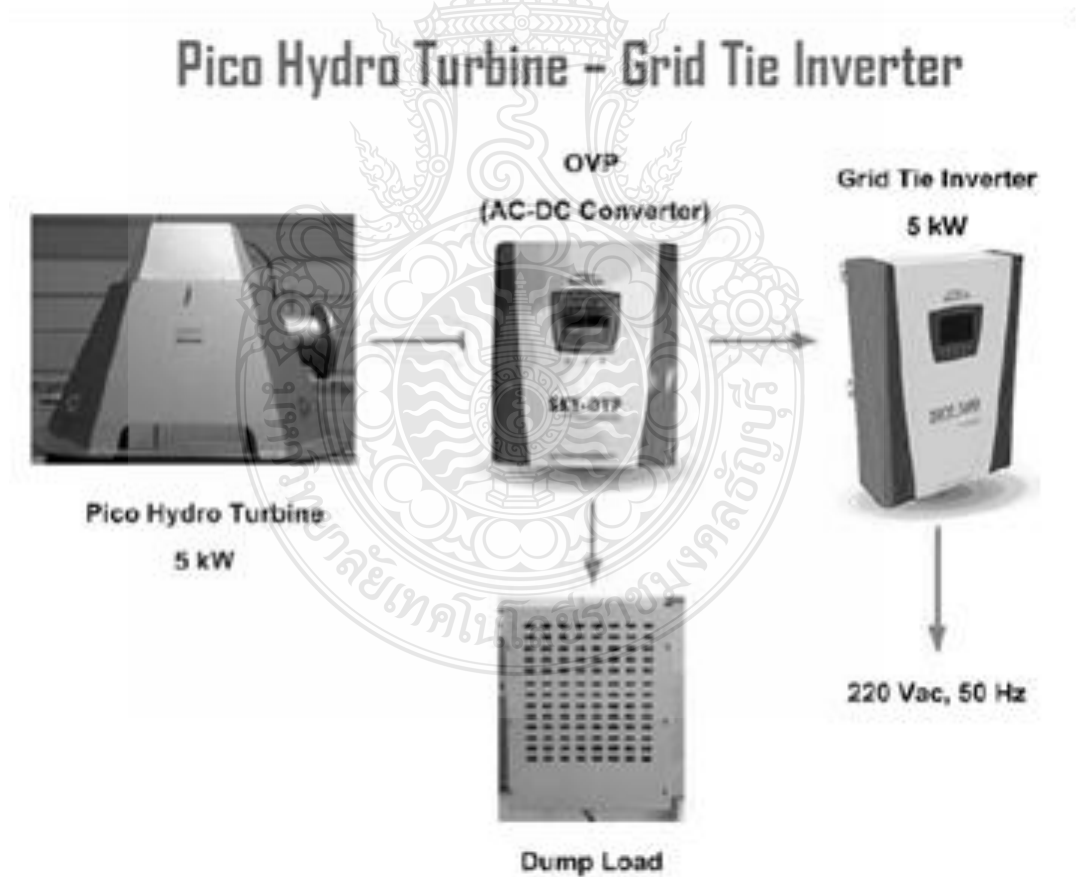 Pico Hydro Turbine – Grid Tie Inverter
OVP
(AC-DC Converter)
Grid Tie Inverter
5 kW
SKY-OVP
Pico Hydro Turbine
5 kW
220 Vac, 50 Hz
Dump Load